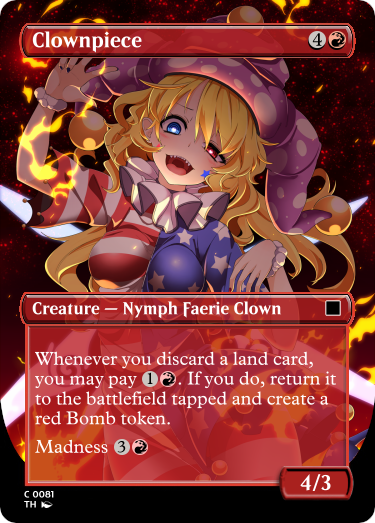 Clownpiece 4
Creature — Nymph Faerie Clown
Whenever you discard a land card,
you may pay 1. If you do, return it
to the battlefield tapped and create a
red Bomb token.
Madness 3
4/3
C 0081
TH